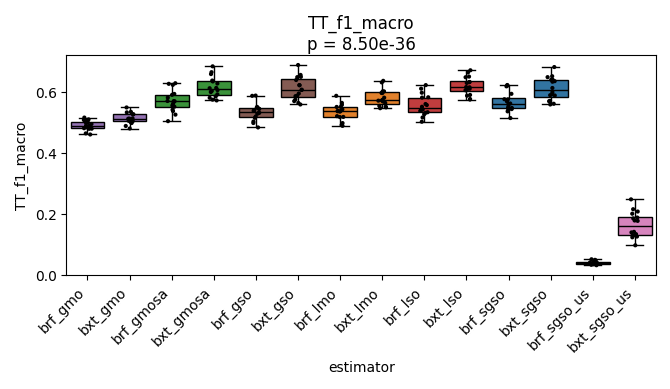 TT_f1_macro
p = 8.50e-36
TT_f1_macro
0.6
0.4
0.2
0.0
brf_gmo
bxt_gmo
brf_gmosa
bxt_gmosa
brf_gso
bxt_gso
brf_lmo
bxt_lmo
brf_lso
bxt_lso
brf_sgso
bxt_sgso
brf_sgso_us
bxt_sgso_us
estimator